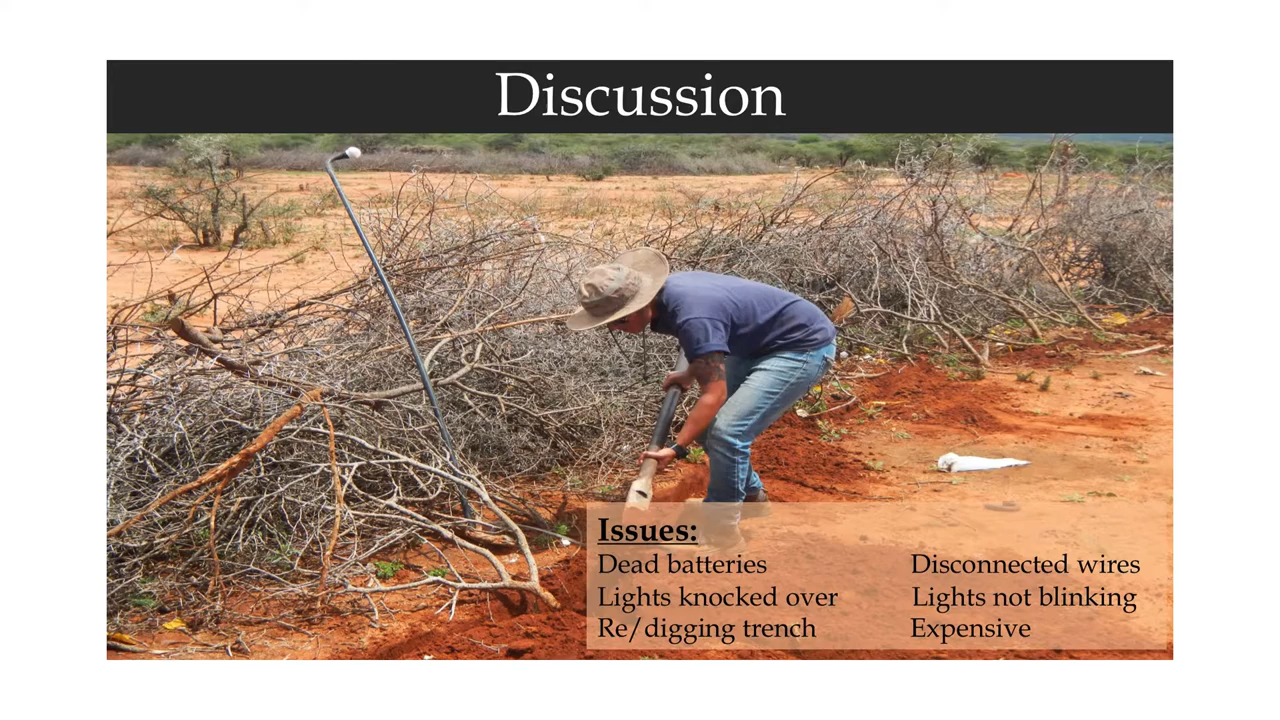 Discussion
Issues:
Dead batteries
Disconnected wires
Lights knocked over
Lights not blinking
Re/digging trench
Expensive